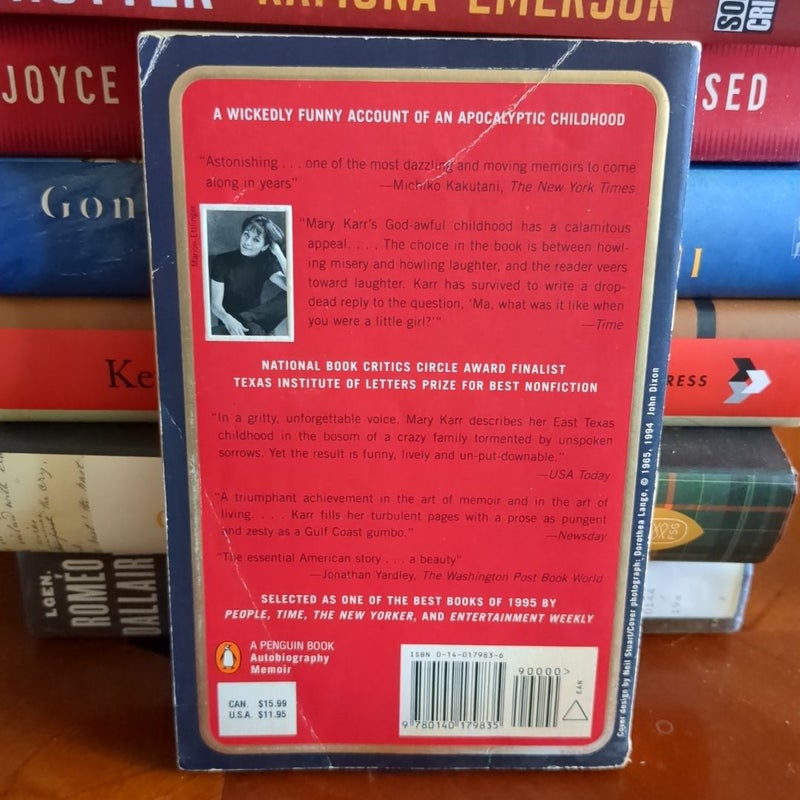 RAMONA EMERSON
SO
CRI
JOYCE
SED
Gon
Ke
RESS
LGEN.
ROMÉO
DALLAIR
A WICKEDLY FUNNY ACCOUNT OF AN APOCALYPTIC CHILDHOOD
"Astonishing . . . one of the most dazzling and moving memoirs to come
along in years"
—Michiko Kakutani, The New York Times
Marion Ettlinger
"Mary Karr's God-awful childhood has a calamitous
appeal. . . . The choice in the book is between howl-
ing misery and howling laughter, and the reader veers
toward laughter. Karr has survived to write a drop-
dead reply to the question, 'Ma, what was it like when
you were a little girl?'"
—Time
NATIONAL BOOK CRITICS CIRCLE AWARD FINALIST
TEXAS INSTITUTE OF LETTERS PRIZE FOR BEST NONFICTION
"In a gritty, unforgettable voice, Mary Karr describes her East Texas
childhood in the bosom of a crazy family tormented by unspoken
sorrows. Yet the result is funny, lively and un-put-downable."
—USA Today
"A triumphant achievement in the art of memoir and in the art of
living. . . . Karr fills her turbulent pages with a prose as pungent
and zesty as a Gulf Coast gumbo."
—Newsday
"The essential American story . . . a beauty"
—Jonathan Yardley, The Washington Post Book World
SELECTED AS ONE OF THE BEST BOOKS OF 1995 BY
PEOPLE, TIME, THE NEW YORKER, AND ENTERTAINMENT WEEKLY
A PENGUIN BOOK
Autobiography
Memoir
CAN. $15.99
U.S.A. $11.95
ISBN 0-14-017983-6
90000>
9 780140 179835
EAN
Cover design by Neil Stuart/Cover photograph: Dorothea Lange, © 1965, 1994 John Dixon